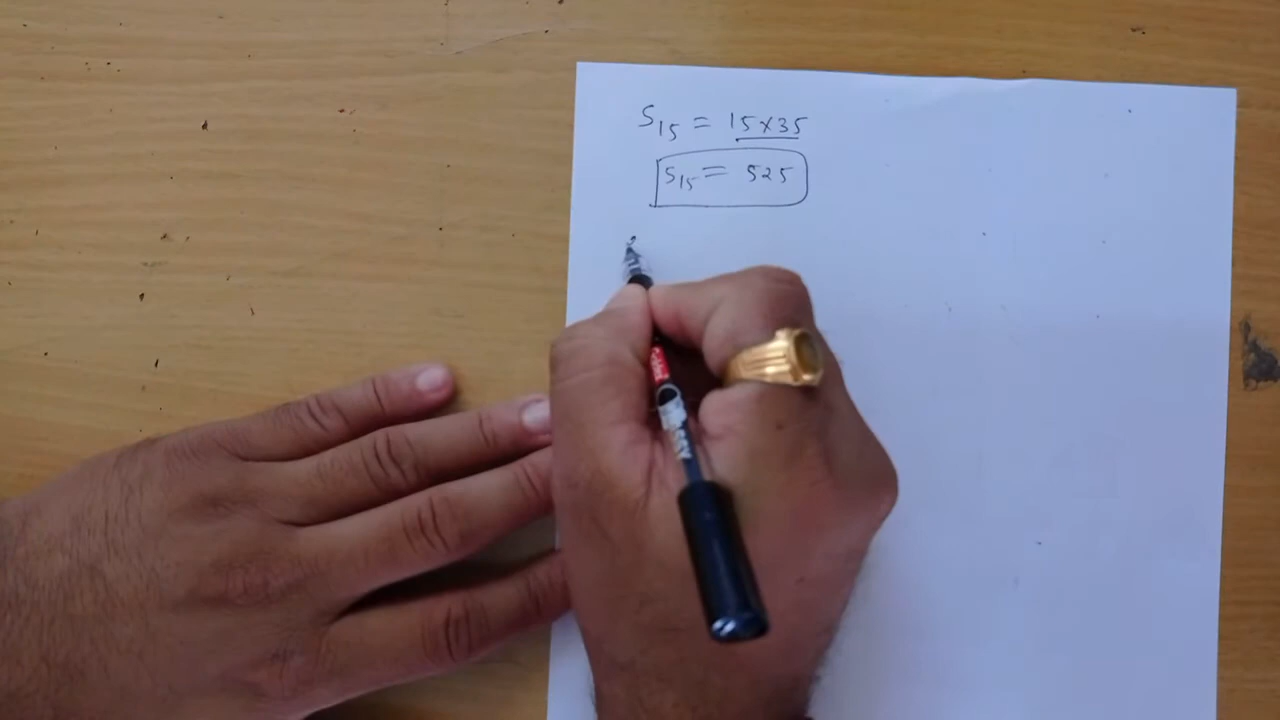 S₁₅ = 15×35
S₁₅ = 525